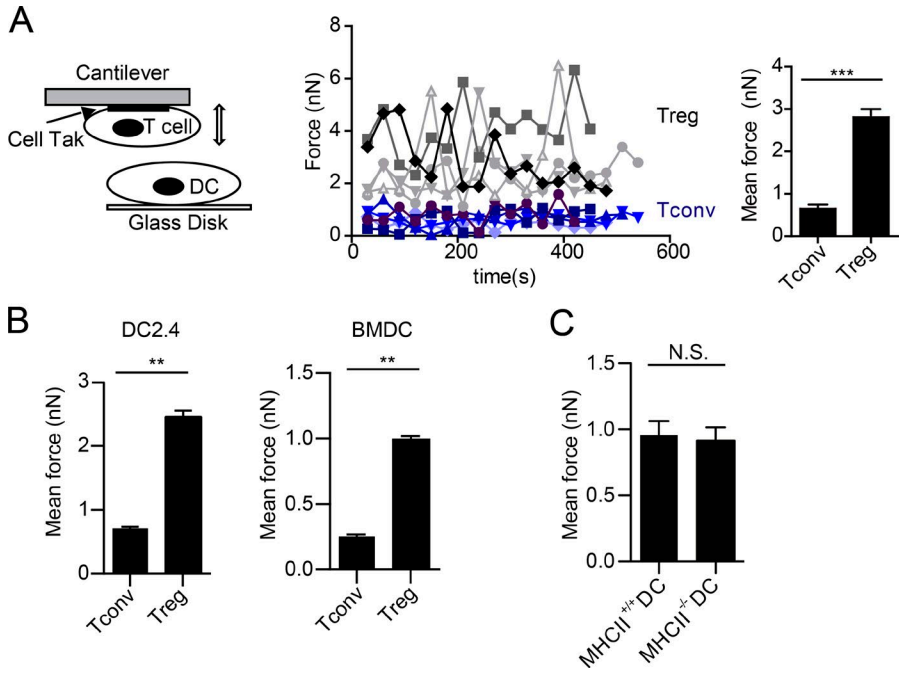 A
Cantilever
Cell Tak
T cell
DC
Glass Disk
Force (nN)
8
6
4
2
0
0
200
400
600
time(s)
Treg
Tconv
Mean force (nN)
4
3
2
1
0
***
Tconv
Treg
B
DC2.4
Mean force (nN)
3
2
1
0
**
Tconv
Treg
BMDC
Mean force (nN)
1.5
1.0
0.5
0.0
**
Tconv
Treg
C
N.S.
Mean force (nN)
1.5
1.0
0.5
0.0
MHCII+/+DC
MHCII-/-DC